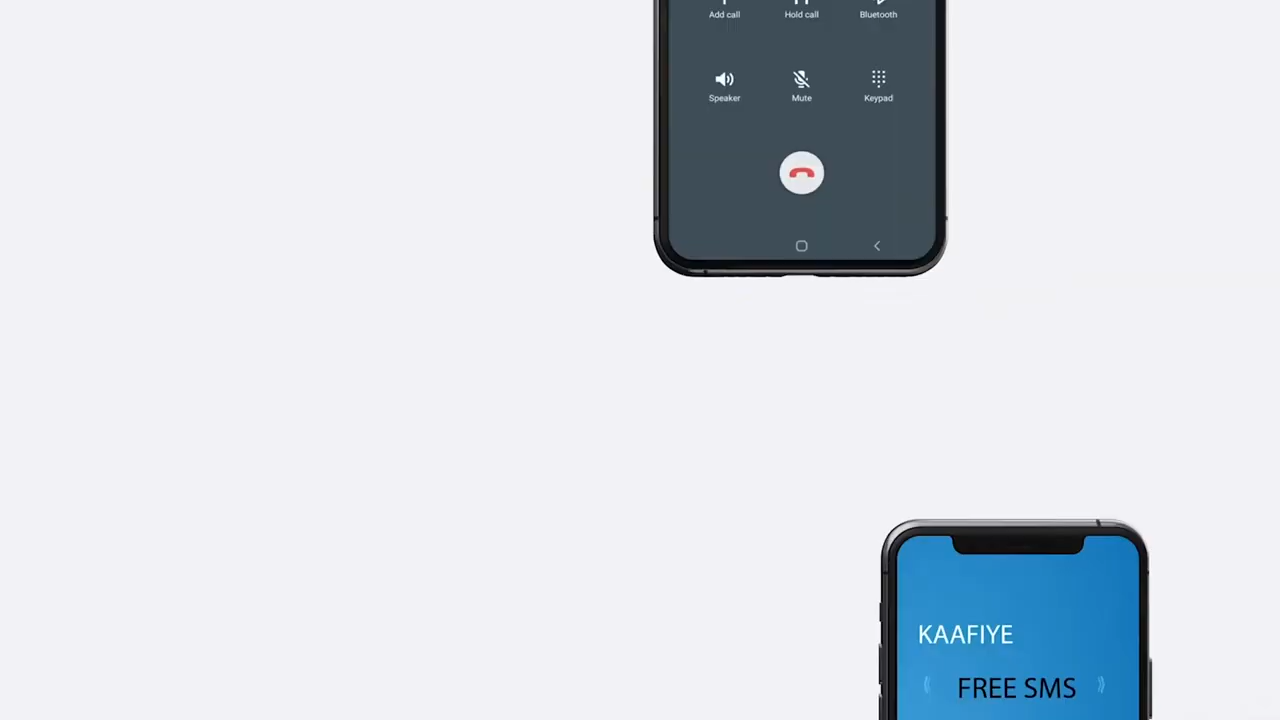 Add call Hold call Bluetooth
Speaker Mute Keypad
KAAFIYE
FREE SMS